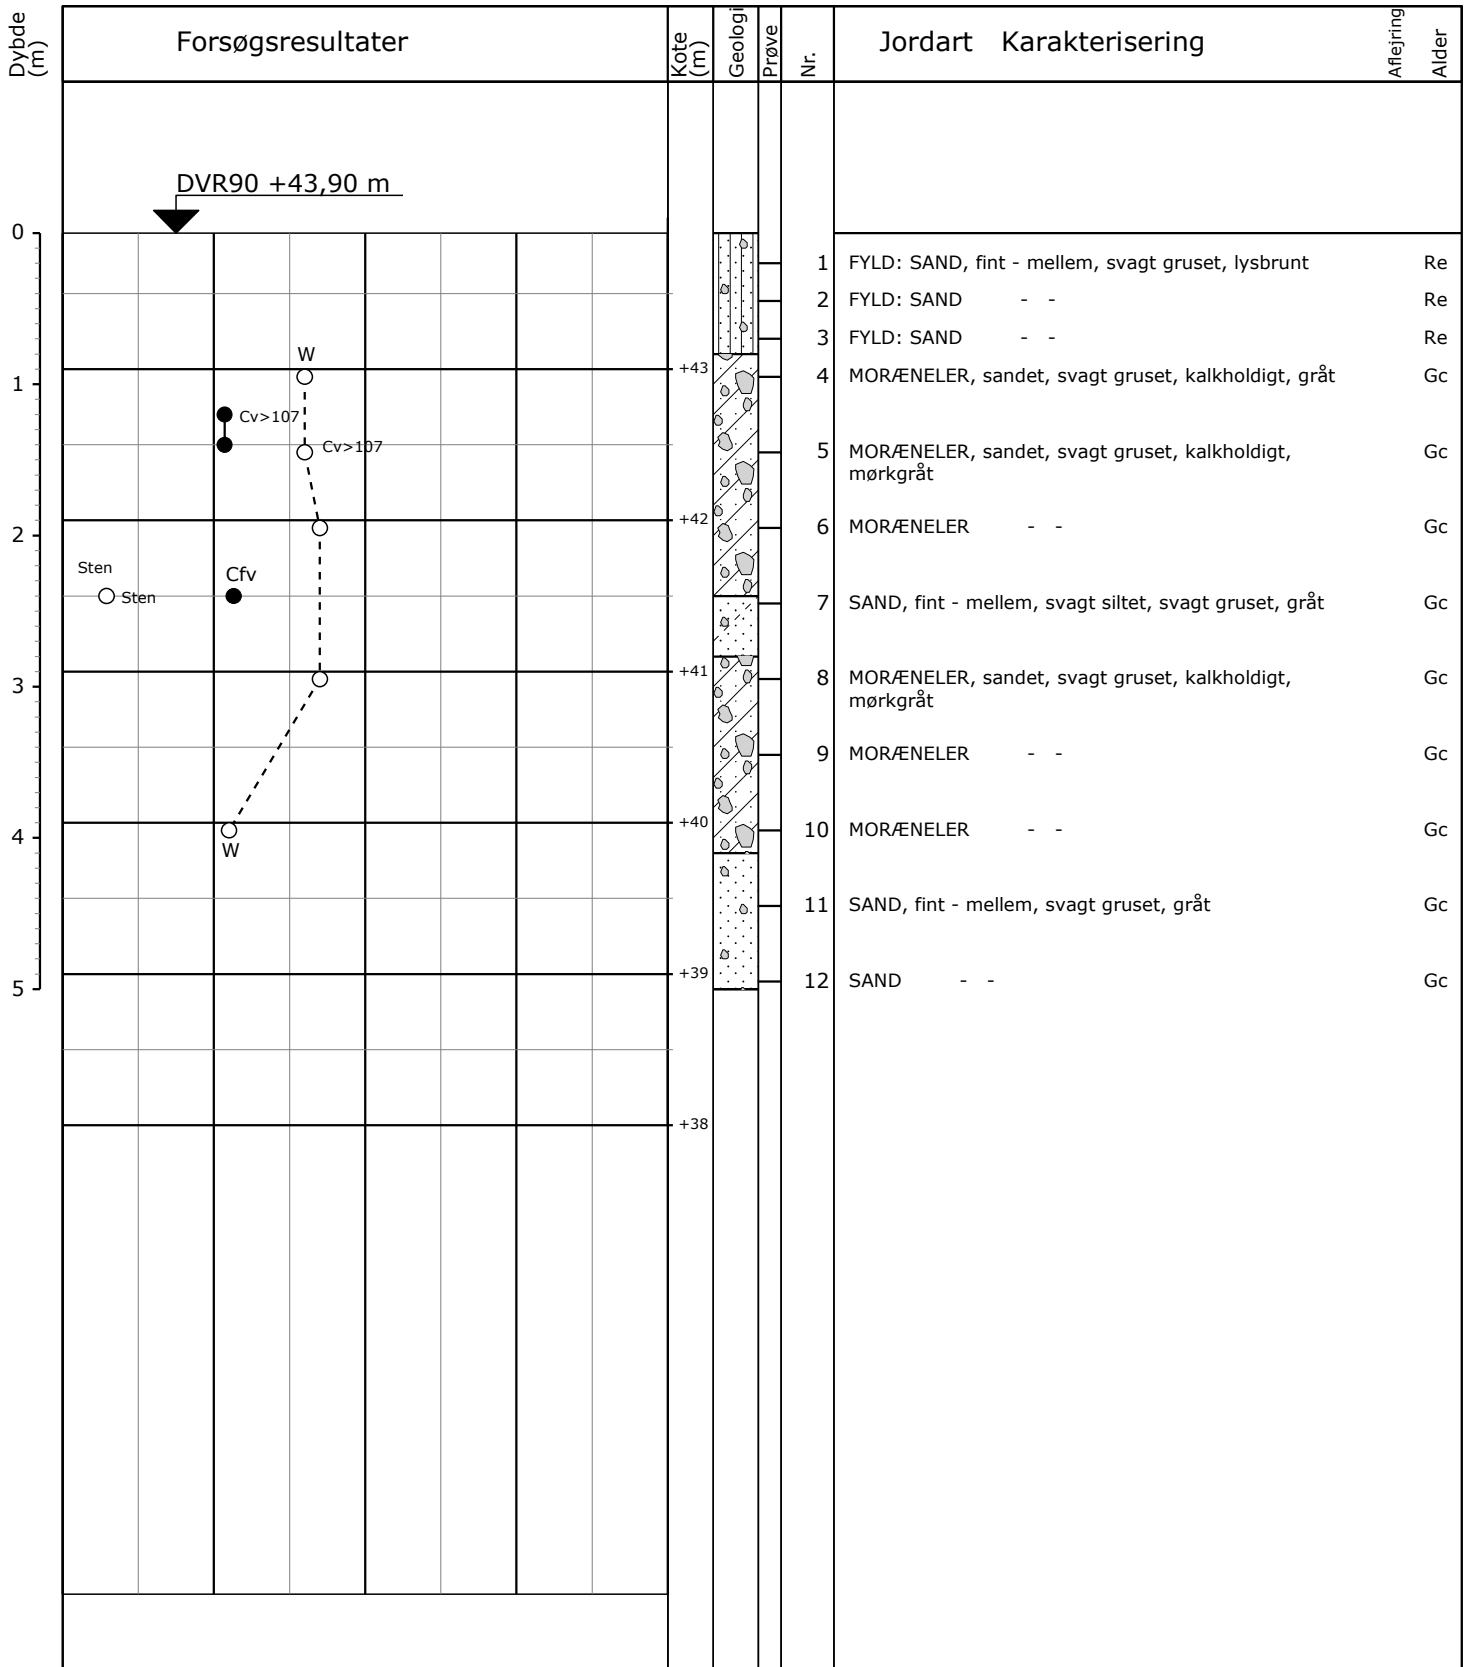 Dybde
(m)
Forsøgsresultater
Kote
(m)
Geologi
Prøve
Nr.
Jordart Karakterisering
Aflejring
Alder
DVR90 +43,90 m
0
1 FYLD: SAND, fint - mellem, svagt gruset, lysbrunt Re
2 FYLD: SAND - - Re
3 FYLD: SAND - - Re
W
+43
4 MORÆNELER, sandet, svagt gruset, kalkholdigt, gråt Gc
1
Cv>107
Cv>107
5 MORÆNELER, sandet, svagt gruset, kalkholdigt, Gc
mørkgråt
+42
2
6 MORÆNELER - - Gc
Sten
Cfv
Sten
7 SAND, fint - mellem, svagt siltet, svagt gruset, gråt Gc
+41
3
8 MORÆNELER, sandet, svagt gruset, kalkholdigt, Gc
mørkgråt
9 MORÆNELER - - Gc
+40
4
10 MORÆNELER - - Gc
W
11 SAND, fint - mellem, svagt gruset, gråt Gc
+39
5
12 SAND - - Gc
+38